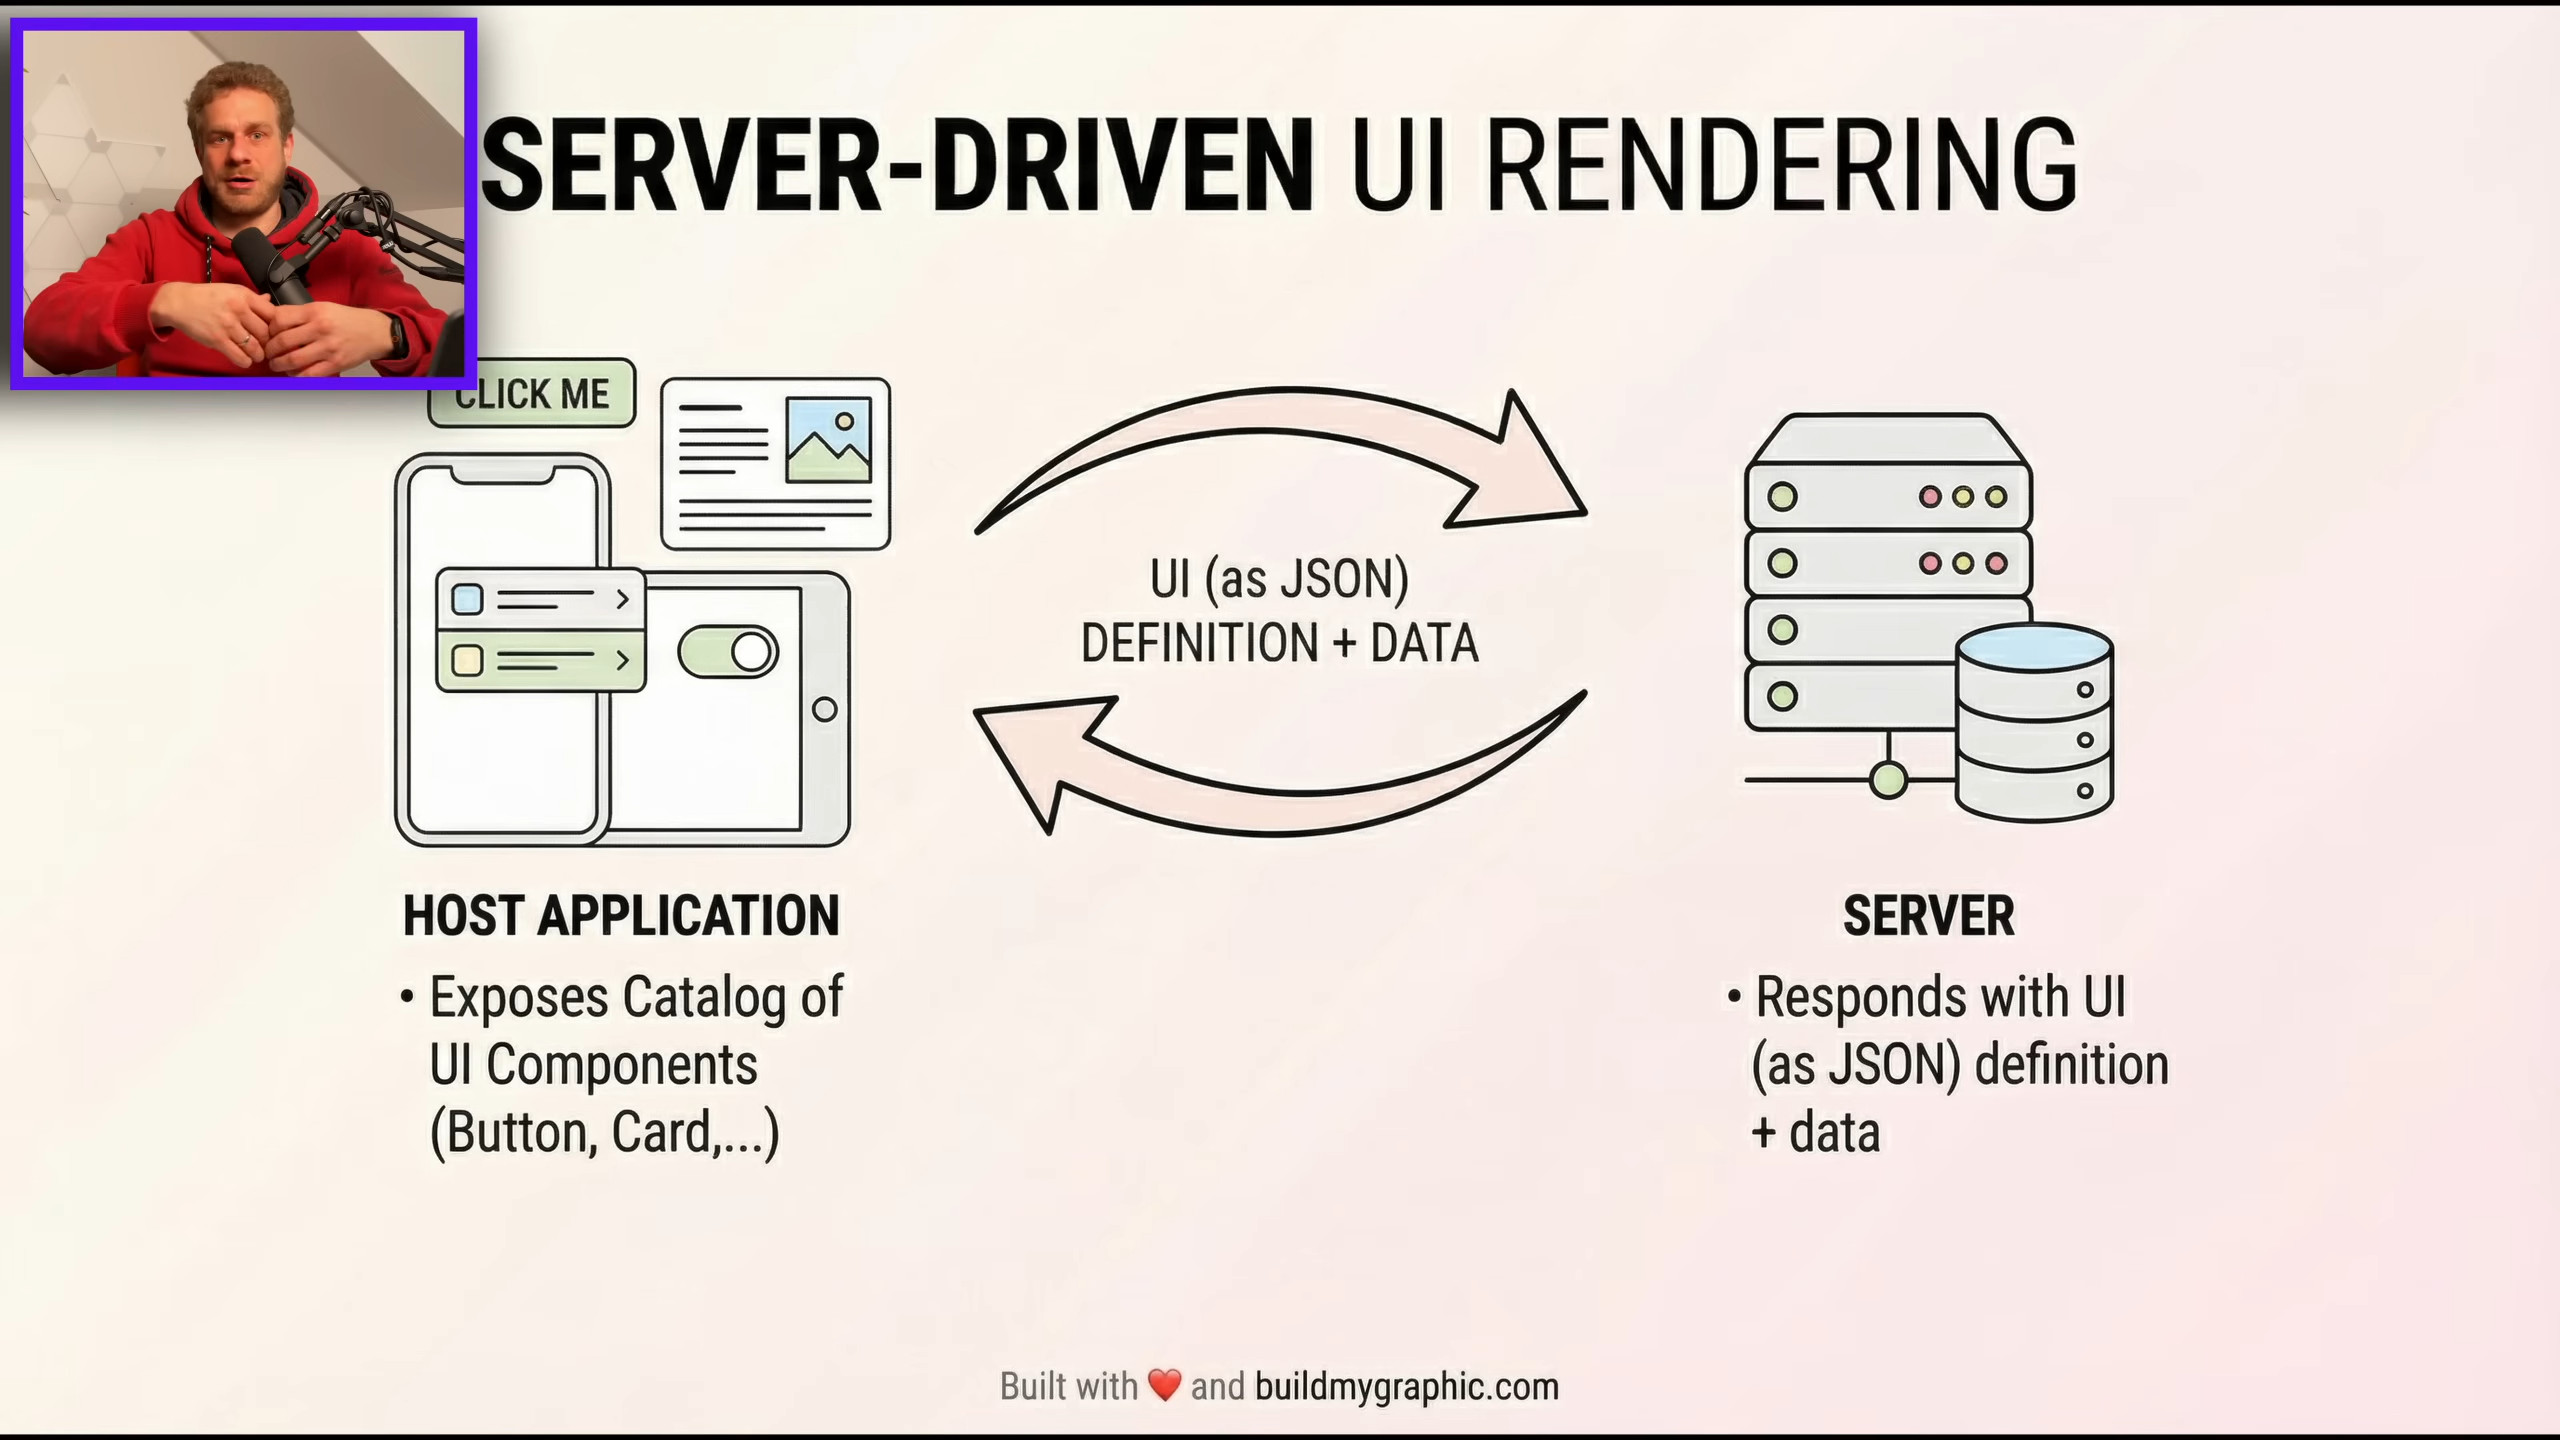 SERVER-DRIVEN UI RENDERING
CLICK ME
UI (as JSON)
DEFINITION + DATA
HOST APPLICATION
• Exposes Catalog of
UI Components
(Button, Card,...)
SERVER
• Responds with UI
(as JSON) definition
+ data
Built with ❤️ and buildmygraphic.com